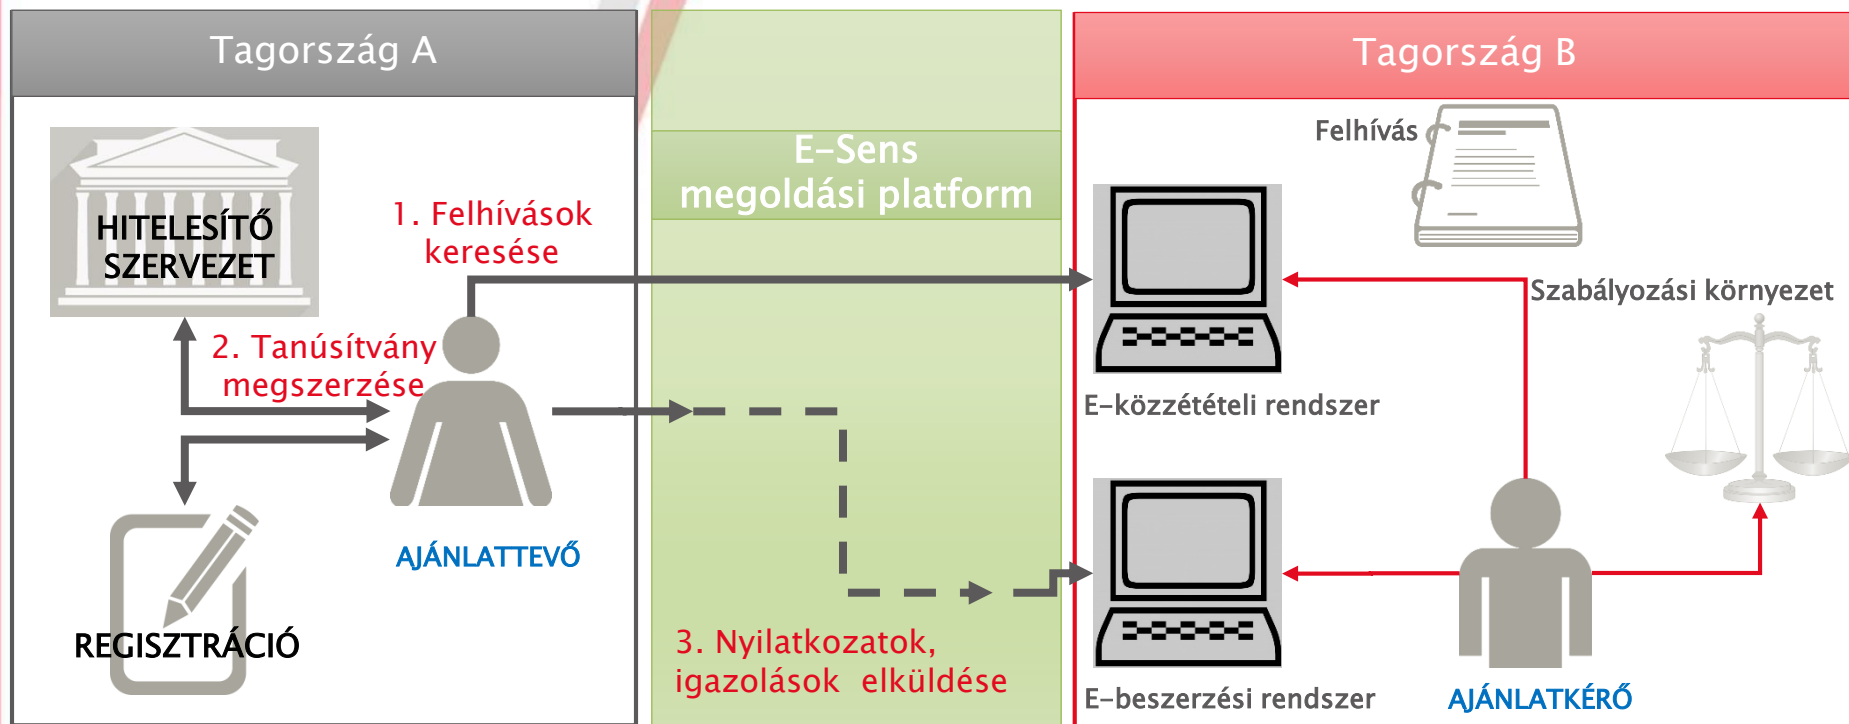 Tagország A
HITELESÍTŐ
SZERVEZET
1. Felhívások
keresése
2. Tanúsítvány
megszerzése
AJÁNLATTEVŐ
REGISZTRÁCIÓ
E-Sens
megoldási platform
3. Nyilatkozatok,
igazolások elküldése
Tagország B
Felhívás
Szabályozási környezet
E-közzétételi rendszer
E-beszerzési rendszer
AJÁNLATKÉRŐ